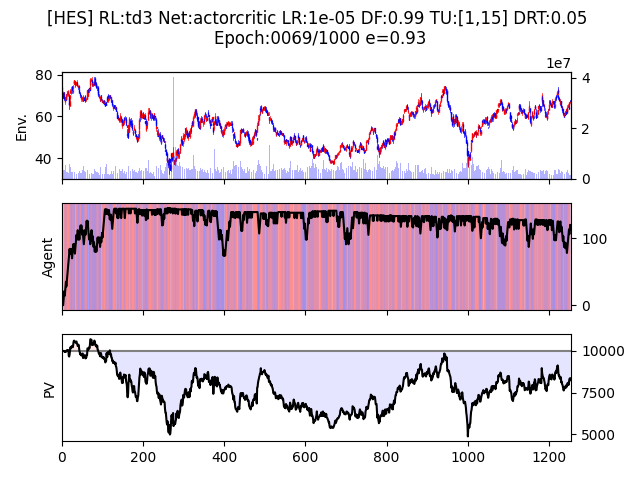 [HES] RL:td3 Net:actorcritic LR:1e-05 DF:0.99 TU:[1,15] DRT:0.05
Epoch:0069/1000 e=0.93
1e7
80
60
40
Env.
4
2
0
Agent
100
0
PV
10000
7500
5000
0 200 400 600 800 1000 1200